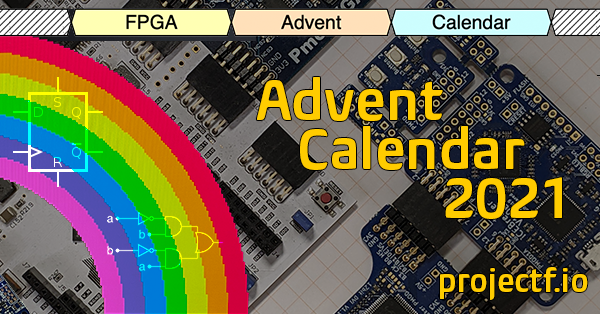 FPGA
Advent
Calendar
Advent
Calendar
2021
projectf.io
S
D
Q
Q
R
a
b
b
a